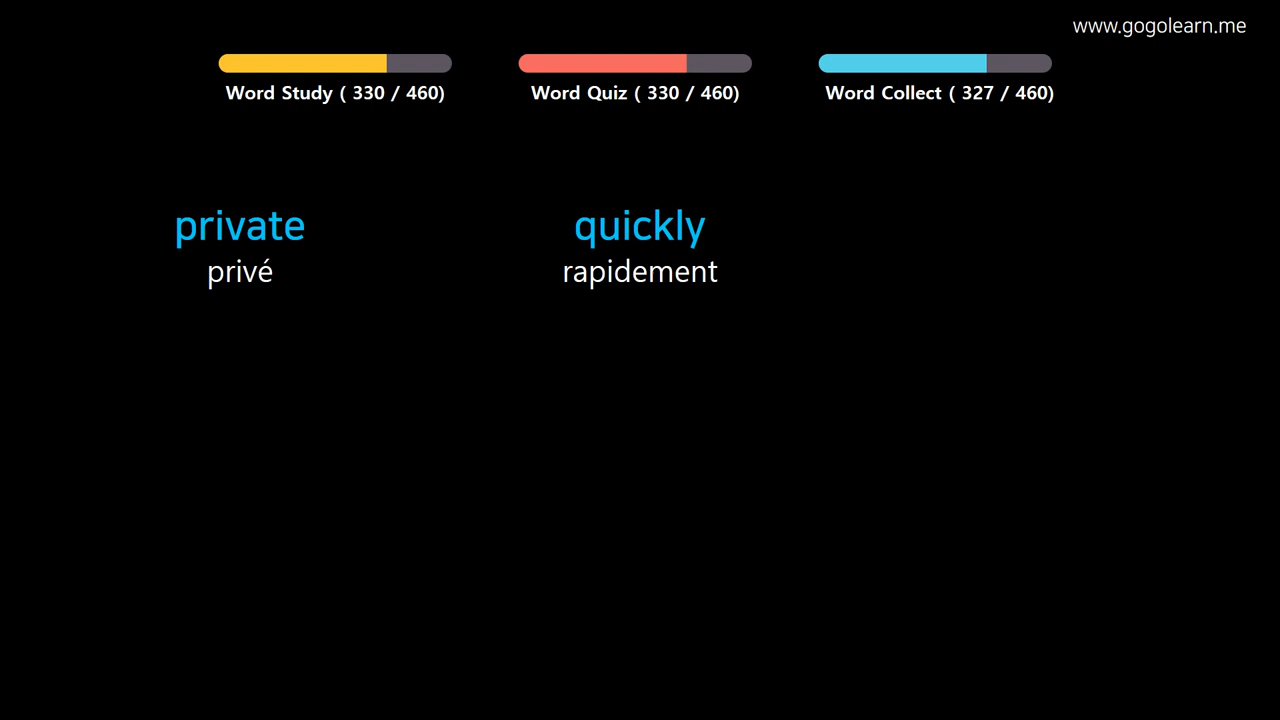 www.gogolearn.me
Word Study ( 330 / 460)
Word Quiz ( 330 / 460)
Word Collect ( 327 / 460)
private
privé
quickly
rapidement